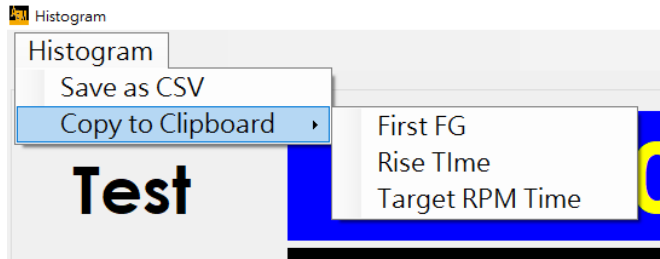 Histogram
Histogram
Save as CSV
Copy to Clipboard
First FG
Rise TIme
Target RPM Time
Test